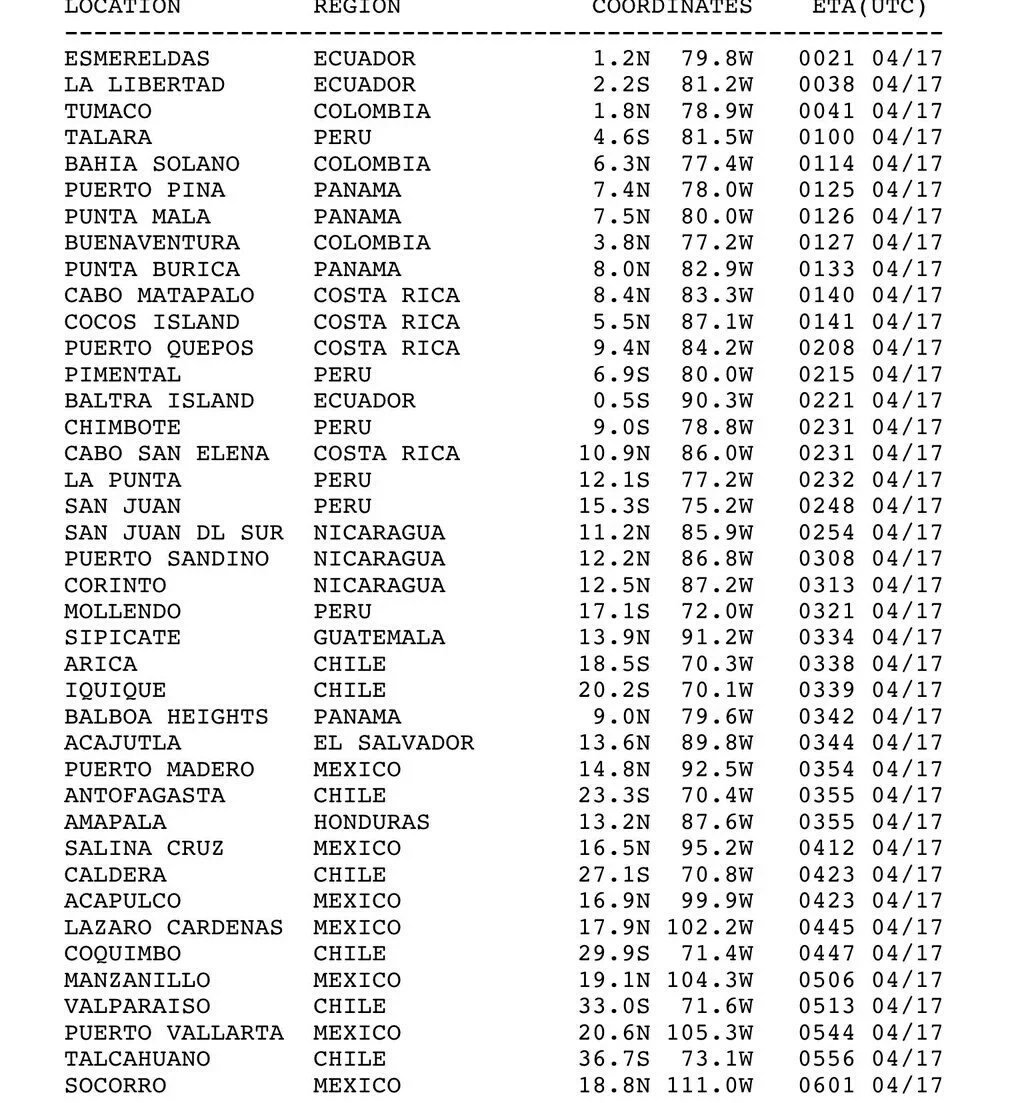 LOCATION REGION COORDINATES ETA(UTC)
------------------------------------------------------------
ESMERELDAS ECUADOR 1.2N 79.8W 0021 04/17
LA LIBERTAD ECUADOR 2.2S 81.2W 0038 04/17
TUMACO COLOMBIA 1.8N 78.9W 0041 04/17
TALARA PERU 4.6S 81.5W 0100 04/17
BAHIA SOLANO COLOMBIA 6.3N 77.4W 0114 04/17
PUERTO PINA PANAMA 7.4N 78.0W 0125 04/17
PUNTA MALA PANAMA 7.5N 80.0W 0126 04/17
BUENAVENTURA COLOMBIA 3.8N 77.2W 0127 04/17
PUNTA BURICA PANAMA 8.0N 82.9W 0133 04/17
CABO MATAPALO COSTA RICA 8.4N 83.3W 0140 04/17
COCOS ISLAND COSTA RICA 5.5N 87.1W 0141 04/17
PUERTO QUEPOS COSTA RICA 9.4N 84.2W 0208 04/17
PIMENTAL PERU 6.9S 80.0W 0215 04/17
BALTRA ISLAND ECUADOR 0.5S 90.3W 0221 04/17
CHIMBOTE PERU 9.0S 78.8W 0231 04/17
CABO SAN ELENA COSTA RICA 10.9N 86.0W 0231 04/17
LA PUNTA PERU 12.1S 77.2W 0232 04/17
SAN JUAN PERU 15.3S 75.2W 0248 04/17
SAN JUAN DL SUR NICARAGUA 11.2N 85.9W 0254 04/17
PUERTO SANDINO NICARAGUA 12.2N 86.8W 0308 04/17
CORINTO NICARAGUA 12.5N 87.2W 0313 04/17
MOLLENDO PERU 17.1S 72.0W 0321 04/17
SIPICATE GUATEMALA 13.9N 91.2W 0334 04/17
ARICA CHILE 18.5S 70.3W 0338 04/17
IQUIQUE CHILE 20.2S 70.1W 0339 04/17
BALBOA HEIGHTS PANAMA 9.0N 79.6W 0342 04/17
ACAJUTLA EL SALVADOR 13.6N 89.8W 0344 04/17
PUERTO MADERO MEXICO 14.8N 92.5W 0354 04/17
ANTOFAGASTA CHILE 23.3S 70.4W 0355 04/17
AMAPALA HONDURAS 13.2N 87.6W 0355 04/17
SALINA CRUZ MEXICO 16.5N 95.2W 0412 04/17
CALDERA CHILE 27.1S 70.8W 0423 04/17
ACAPULCO MEXICO 16.9N 99.9W 0423 04/17
LAZARO CARDENAS MEXICO 17.9N 102.2W 0445 04/17
COQUIMBO CHILE 29.9S 71.4W 0447 04/17
MANZANILLO MEXICO 19.1N 104.3W 0506 04/17
VALPARAISO CHILE 33.0S 71.6W 0513 04/17
PUERTO VALLARTA MEXICO 20.6N 105.3W 0544 04/17
TALCAHUANO CHILE 36.7S 73.1W 0556 04/17
SOCORRO MEXICO 18.8N 111.0W 0601 04/17